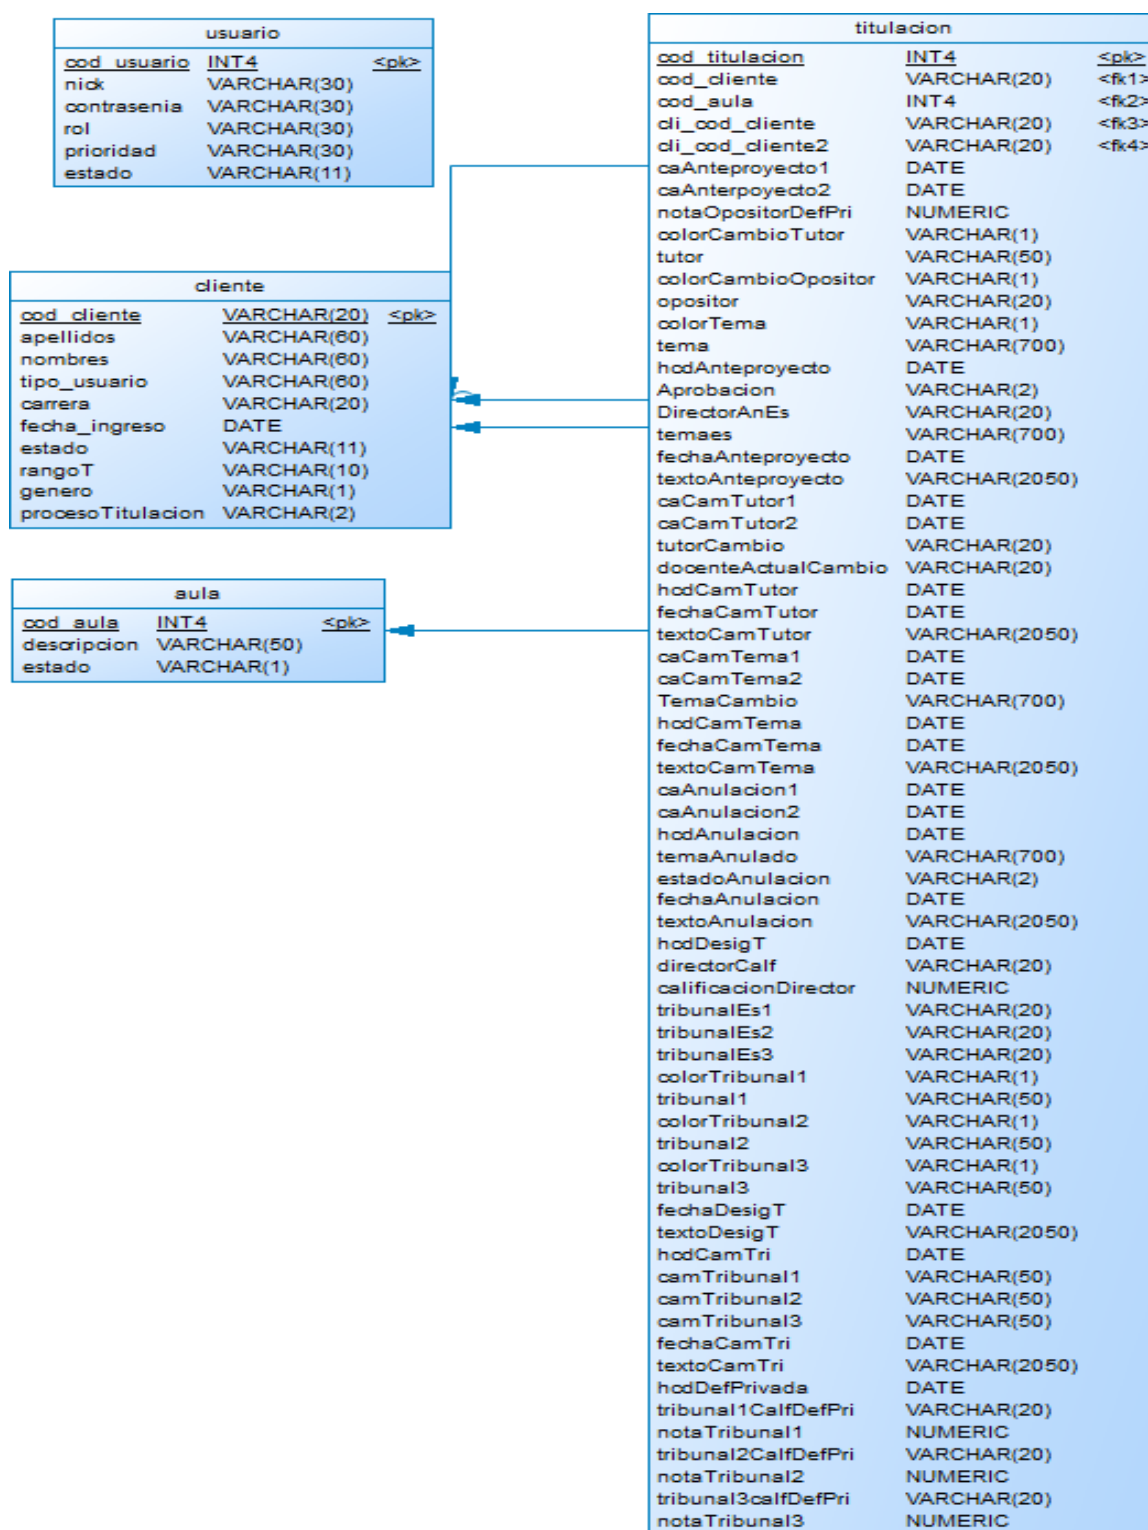 usuario
cod_usuario INT4 <pk>
nick VARCHAR(30)
contrasenia VARCHAR(30)
rol VARCHAR(30)
prioridad VARCHAR(30)
estado VARCHAR(11)
cliente
cod_cliente VARCHAR(20) <pk>
apellidos VARCHAR(60)
nombres VARCHAR(60)
tipo_usuario VARCHAR(60)
carrera VARCHAR(20)
fecha_ingreso DATE
estado VARCHAR(11)
rangoT VARCHAR(10)
genero VARCHAR(1)
procesoTitulacion VARCHAR(2)
aula
cod_aula INT4 <pk>
descripcion VARCHAR(50)
estado VARCHAR(1)
titulacion
cod_titulacion INT4 <pk>
cod_cliente VARCHAR(20) <fk1>
cod_aula INT4 <fk2>
cli_cod_cliente VARCHAR(20) <fk3>
cli_cod_cliente2 VARCHAR(20) <fk4>
caAnteproyecto1 DATE
caAnterpoyecto2 DATE
notaOpositorDefPri NUMERIC
colorCambioTutor VARCHAR(1)
tutor VARCHAR(50)
colorCambioOpositor VARCHAR(1)
opositor VARCHAR(20)
colorTema VARCHAR(1)
tema VARCHAR(700)
hcdAnteproyecto DATE
Aprobacion VARCHAR(2)
DirectorAnEs VARCHAR(20)
temaes VARCHAR(700)
fechaAnteproyecto DATE
textoAnteproyecto VARCHAR(2050)
caCamTutor1 DATE
caCamTutor2 DATE
tutorCambio VARCHAR(20)
docenteActualCambio VARCHAR(20)
hcdCamTutor DATE
fechaCamTutor DATE
textoCamTutor VARCHAR(2050)
caCamTema1 DATE
caCamTema2 DATE
TemaCambio VARCHAR(700)
hcdCamTema DATE
fechaCamTema DATE
textoCamTema VARCHAR(2050)
caAnulacion1 DATE
caAnulacion2 DATE
hcdAnulacion DATE
temaAnulado VARCHAR(700)
estadoAnulacion VARCHAR(2)
fechaAnulacion DATE
textoAnulacion VARCHAR(2050)
hcdDesigT DATE
directorCalf VARCHAR(20)
calificacionDirector NUMERIC
tribunalEs1 VARCHAR(20)
tribunalEs2 VARCHAR(20)
tribunalEs3 VARCHAR(20)
colorTribunal1 VARCHAR(1)
tribunal1 VARCHAR(50)
colorTribunal2 VARCHAR(1)
tribunal2 VARCHAR(50)
colorTribunal3 VARCHAR(1)
tribunal3 VARCHAR(50)
fechaDesigT DATE
textoDesigT VARCHAR(2050)
hcdCamTri DATE
camTribunal1 VARCHAR(50)
camTribunal2 VARCHAR(50)
camTribunal3 VARCHAR(50)
fechaCamTri DATE
textoCamTri VARCHAR(2050)
hcdDefPrivada DATE
tribunal1CalfDefPri VARCHAR(20)
notaTribunal1 NUMERIC
tribunal2CalfDefPri VARCHAR(20)
notaTribunal2 NUMERIC
tribunal3calfDefPri VARCHAR(20)
notaTribunal3 NUMERIC